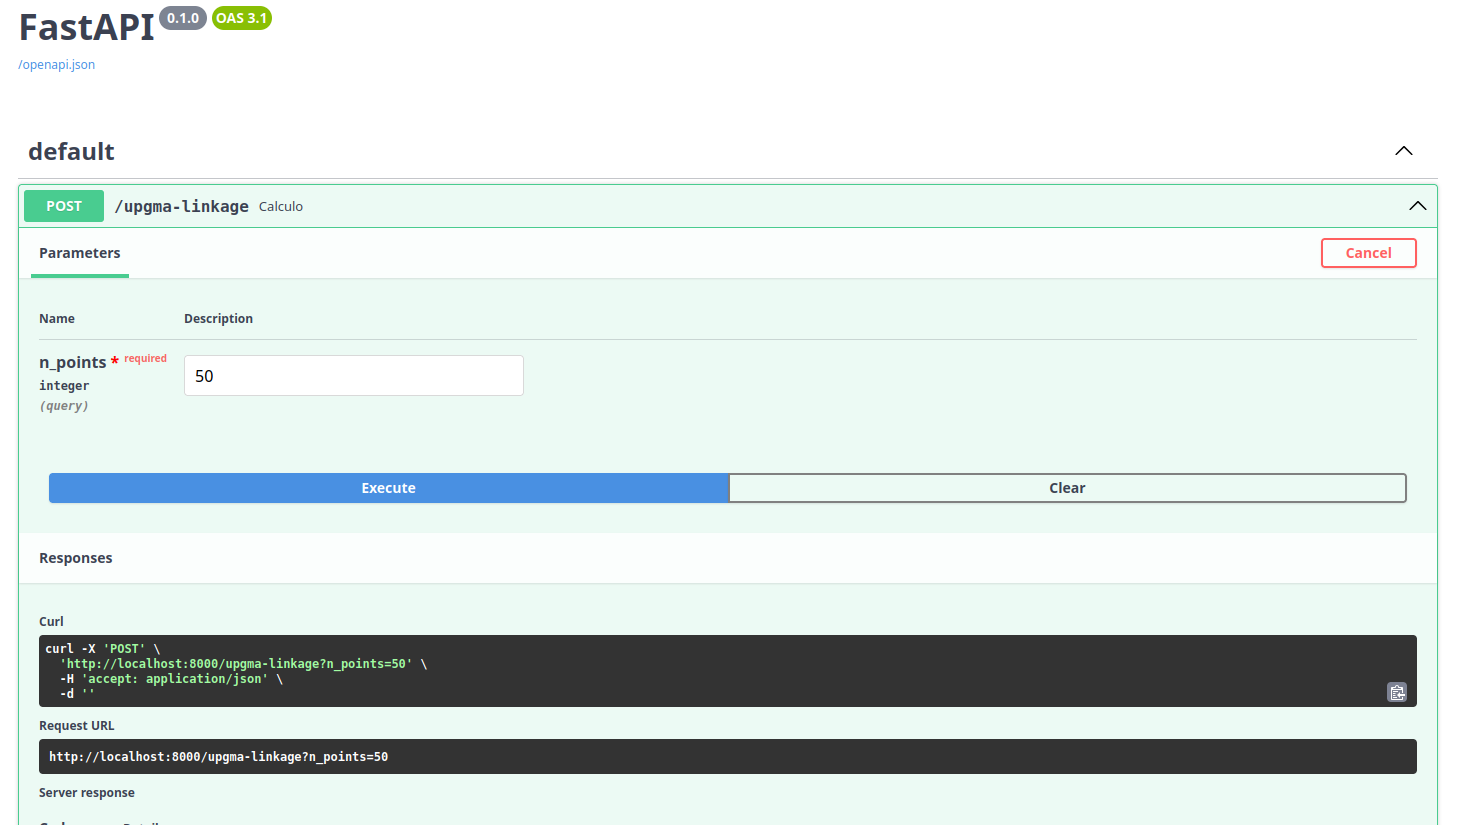 FastAPI 0.1.0 OAS 3.1
/openapi.json
default
POST /upgma-linkage Calculo
Parameters Cancel
Name Description
n_points * required
integer
(query)
50
Execute Clear
Responses
Curl
curl -X 'POST' \
'http://localhost:8000/upgma-linkage?n_points=50' \
-H 'accept: application/json' \
-d ''
Request URL
http://localhost:8000/upgma-linkage?n_points=50
Server response